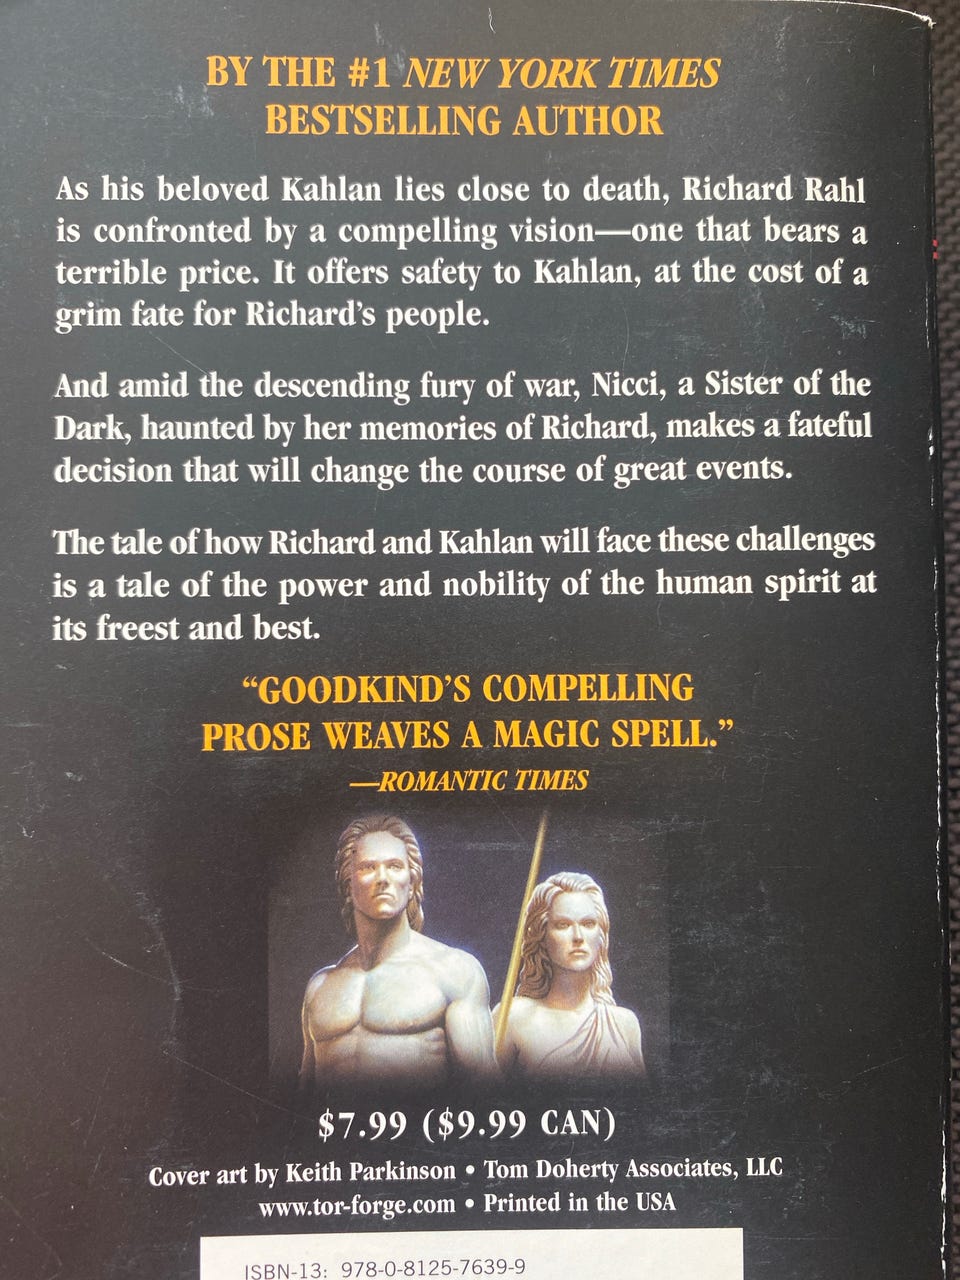 BY THE #1 NEW YORK TIMES
BESTSELLING AUTHOR
As his beloved Kahlan lies close to death, Richard Rahl
is confronted by a compelling vision—one that bears a
terrible price. It offers safety to Kahlan, at the cost of a
grim fate for Richard's people.
And amid the descending fury of war, Nicci, a Sister of the
Dark, haunted by her memories of Richard, makes a fateful
decision that will change the course of great events.
The tale of how Richard and Kahlan will face these challenges
is a tale of the power and nobility of the human spirit at
its freest and best.
“GOODKIND'S COMPELLING
PROSE WEAVES A MAGIC SPELL.”
—ROMANTIC TIMES
$7.99 ($9.99 CAN)
Cover art by Keith Parkinson • Tom Doherty Associates, LLC
www.tor-forge.com • Printed in the USA
ISBN-13: 978-0-8125-7639-9